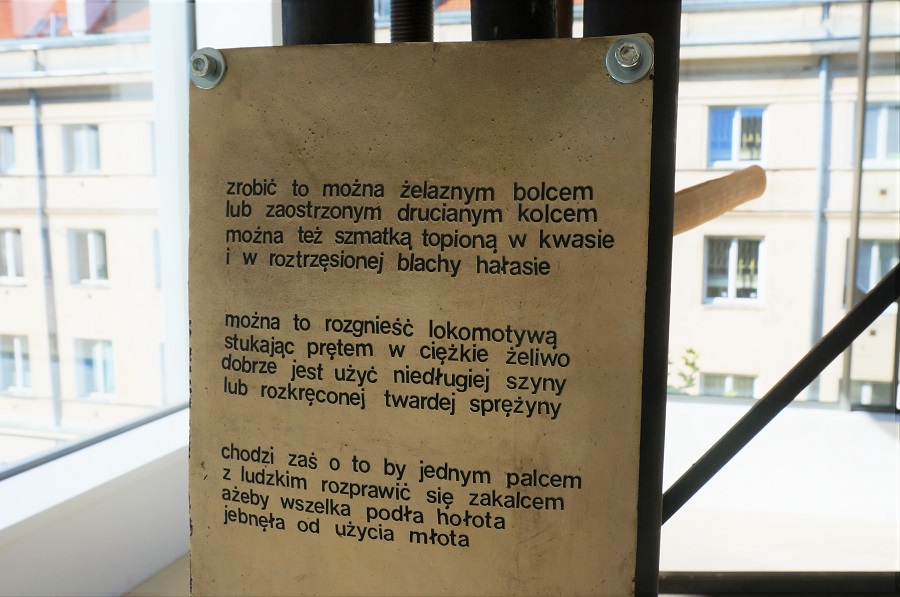 zrobić to można żelaznym bolcem
lub zaostrzonym drucianym kolcem
można też szmatką topioną w kwasie
i w roztrzęsionej blachy hałasie
można to rozgnieść lokomotywą
stukając prętem w ciężkie żeliwo
dobrze jest użyć niedługiej szyny
lub rozkręconej twardej sprężyny
chodzi zaś o to by jednym palcem
z ludzkim rozprawić się zakalcem
ażeby wszelka podła hołota
jebnęła od użycia młota